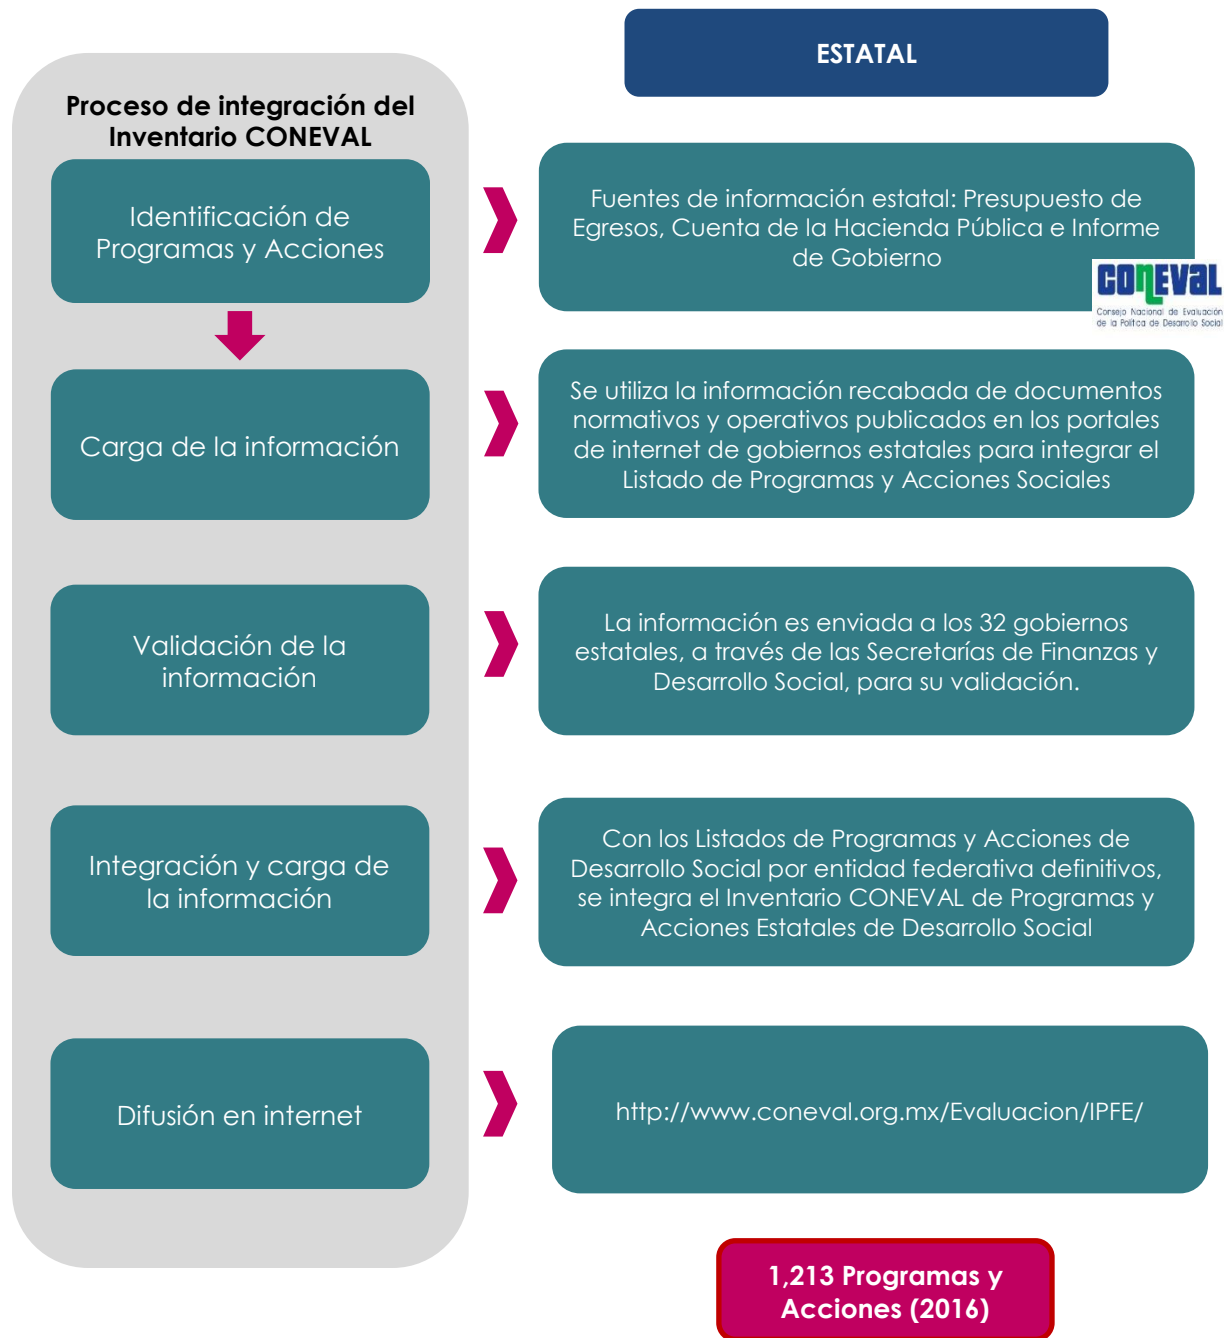 ESTATAL
Proceso de integración del
Inventario CONEVAL
Identificación de
Programas y Acciones
Fuentes de información estatal: Presupuesto de
Egresos, Cuenta de la Hacienda Pública e Informe
de Gobierno
CONEVAL
Consejo Nacional de Evaluación
de la Política de Desarrollo Social
Carga de la información
Se utiliza la información recabada de documentos
normativos y operativos publicados en los portales
de internet de gobiernos estatales para integrar el
Listado de Programas y Acciones Sociales
Validación de la
información
La información es enviada a los 32 gobiernos
estatales, a través de las Secretarías de Finanzas y
Desarrollo Social, para su validación.
Integración y carga de
la información
Con los Listados de Programas y Acciones de
Desarrollo Social por entidad federativa definitivos,
se integra el Inventario CONEVAL de Programas y
Acciones Estatales de Desarrollo Social
Difusión en internet
http://www.coneval.org.mx/Evaluacion/IPFE/
1,213 Programas y
Acciones (2016)